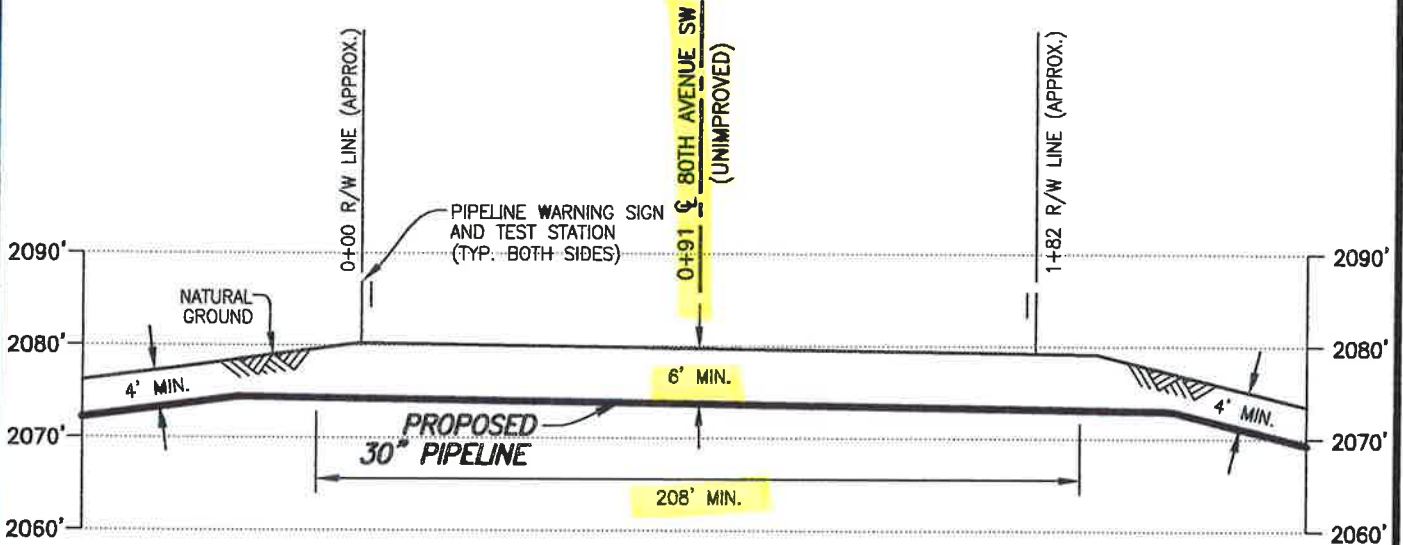 0+00 R/W LINE (APPROX.)
0+91 ℄ 80TH AVENUE SW
(UNIMPROVED)
1+82 R/W LINE (APPROX.)
PIPELINE WARNING SIGN
AND TEST STATION
(TYP. BOTH SIDES)
2090'
2090'
NATURAL
GROUND
2080'
2080'
4' MIN.
6' MIN.
4' MIN.
PROPOSED
30" PIPELINE
2070'
2070'
208' MIN.
2060'
2060'